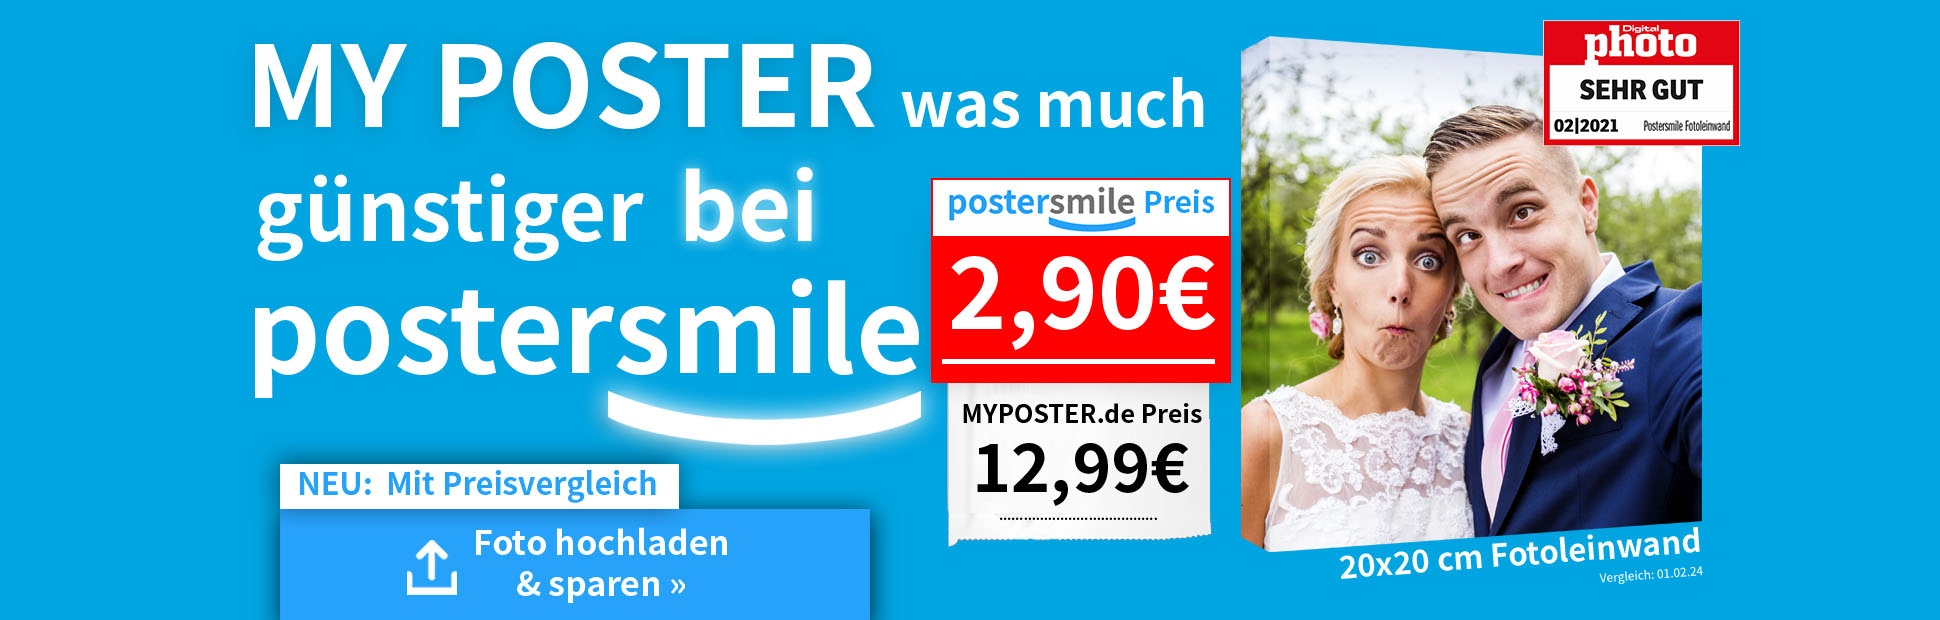 MY POSTER was much
günstiger bei
postersmile
postersmile Preis
2,90€
MYPOSTER.de Preis
12,99€
NEU: Mit Preisvergleich
Foto hochladen
& sparen »
Digital
photo
SEHR GUT
02|2021 Postersmile Fotoleinwand
20x20 cm Fotoleinwand
Vergleich: 01.02.24